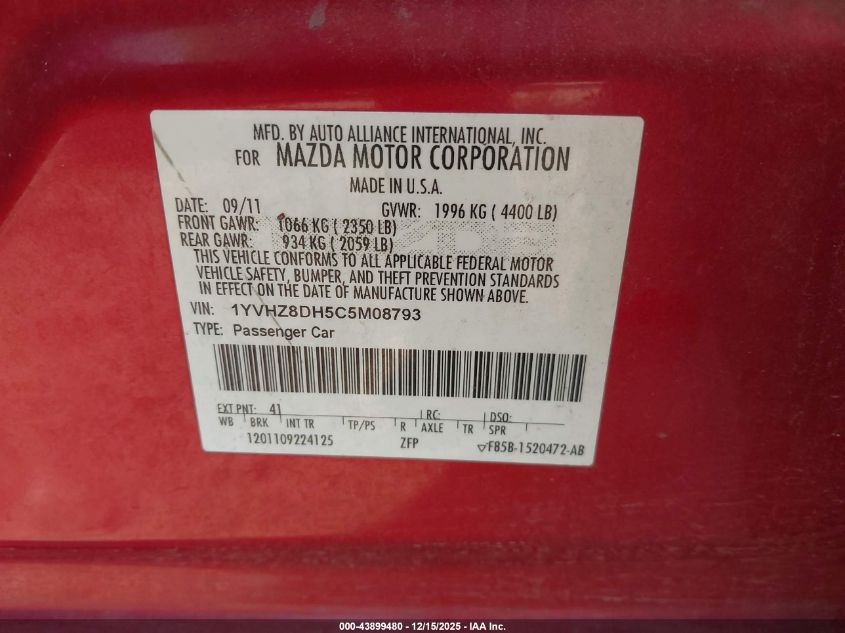 MFD. BY AUTO ALLIANCE INTERNATIONAL, INC.
FOR MAZDA MOTOR CORPORATION
MADE IN U.S.A.
DATE: 09/11 GVWR: 1996 KG ( 4400 LB)
FRONT GAWR: 1066 KG ( 2350 LB)
REAR GAWR: 934 KG ( 2059 LB)
THIS VEHICLE CONFORMS TO ALL APPLICABLE FEDERAL MOTOR
VEHICLE SAFETY, BUMPER, AND THEFT PREVENTION STANDARDS
IN EFFECT ON THE DATE OF MANUFACTURE SHOWN ABOVE.
VIN: 1YVHZ8DH5C5M08793
TYPE: Passenger Car
EXT PNT: 41 RC: DSO:
WB BRK INT TR TP/PS R AXLE TR SPR
1201109224125 ZFP F85B-1520472-AB
000-43899480 - 12/15/2025 - IAA Inc.